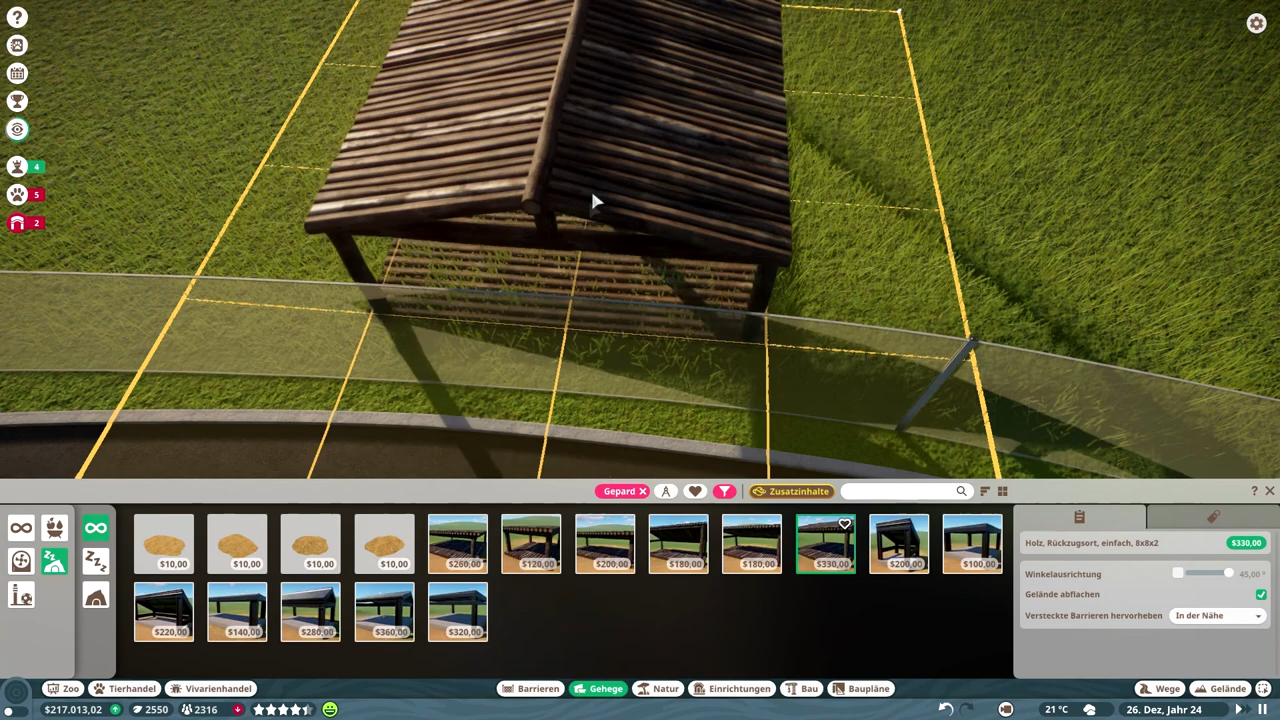 ?
4
5
2
Gepard ×
Zusatzinhalte
? ×
$10,00 $10,00 $10,00 $10,00 $260,00 $120,00 $200,00 $180,00 $180,00 $330,00 $200,00 $100,00
$220,00 $140,00 $280,00 $360,00 $320,00
Holz, Rückzugsort, einfach, 8x8x2 $330,00
Winkelausrichtung 45,00°
Gelände abflachen
Versteckte Barrieren hervorheben In der Nähe
Zoo Tierhandel Vivarienhandel Barrieren Gehege Natur Einrichtungen Bau Baupläne Wege Gelände
$217.013,02 2550 2316 21 °C 26. Dez, Jahr 24